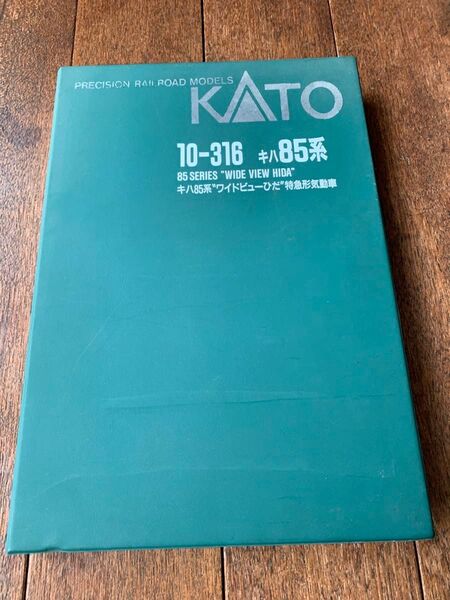 PRECISION RAILROAD MODELS
KATO
10-316 キハ85系
85 SERIES "WIDE VIEW HIDA"
キハ85系"ワイドビューひだ"特急形気動車